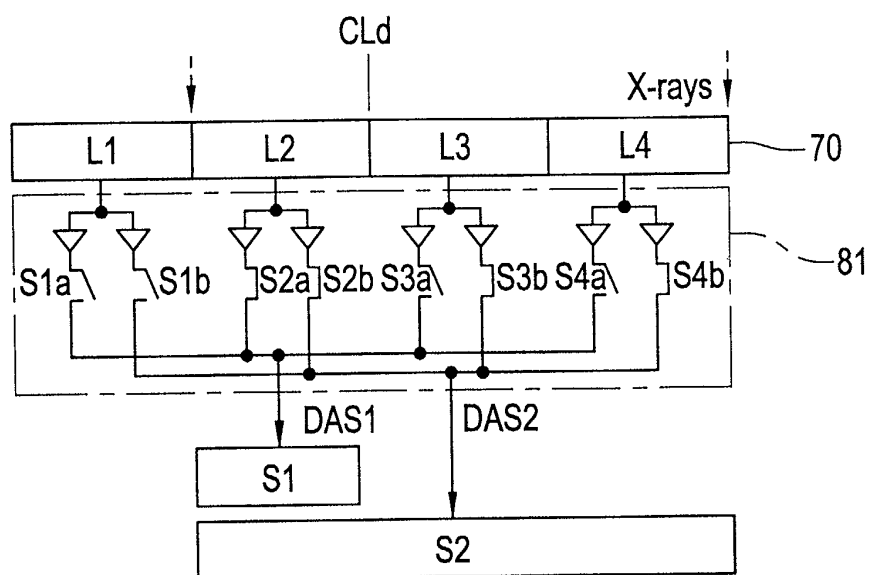 CLd
X-rays
L1 L2 L3 L4 70
S1a S1b S2a S2b S3a S3b S4a S4b 81
DAS1 DAS2
S1
S2